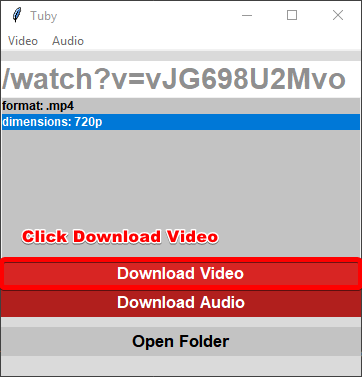 Tuby
Video Audio
/watch?v=vJG698U2Mvo
format: .mp4
dimensions: 720p
Click Download Video
Download Video
Download Audio
Open Folder